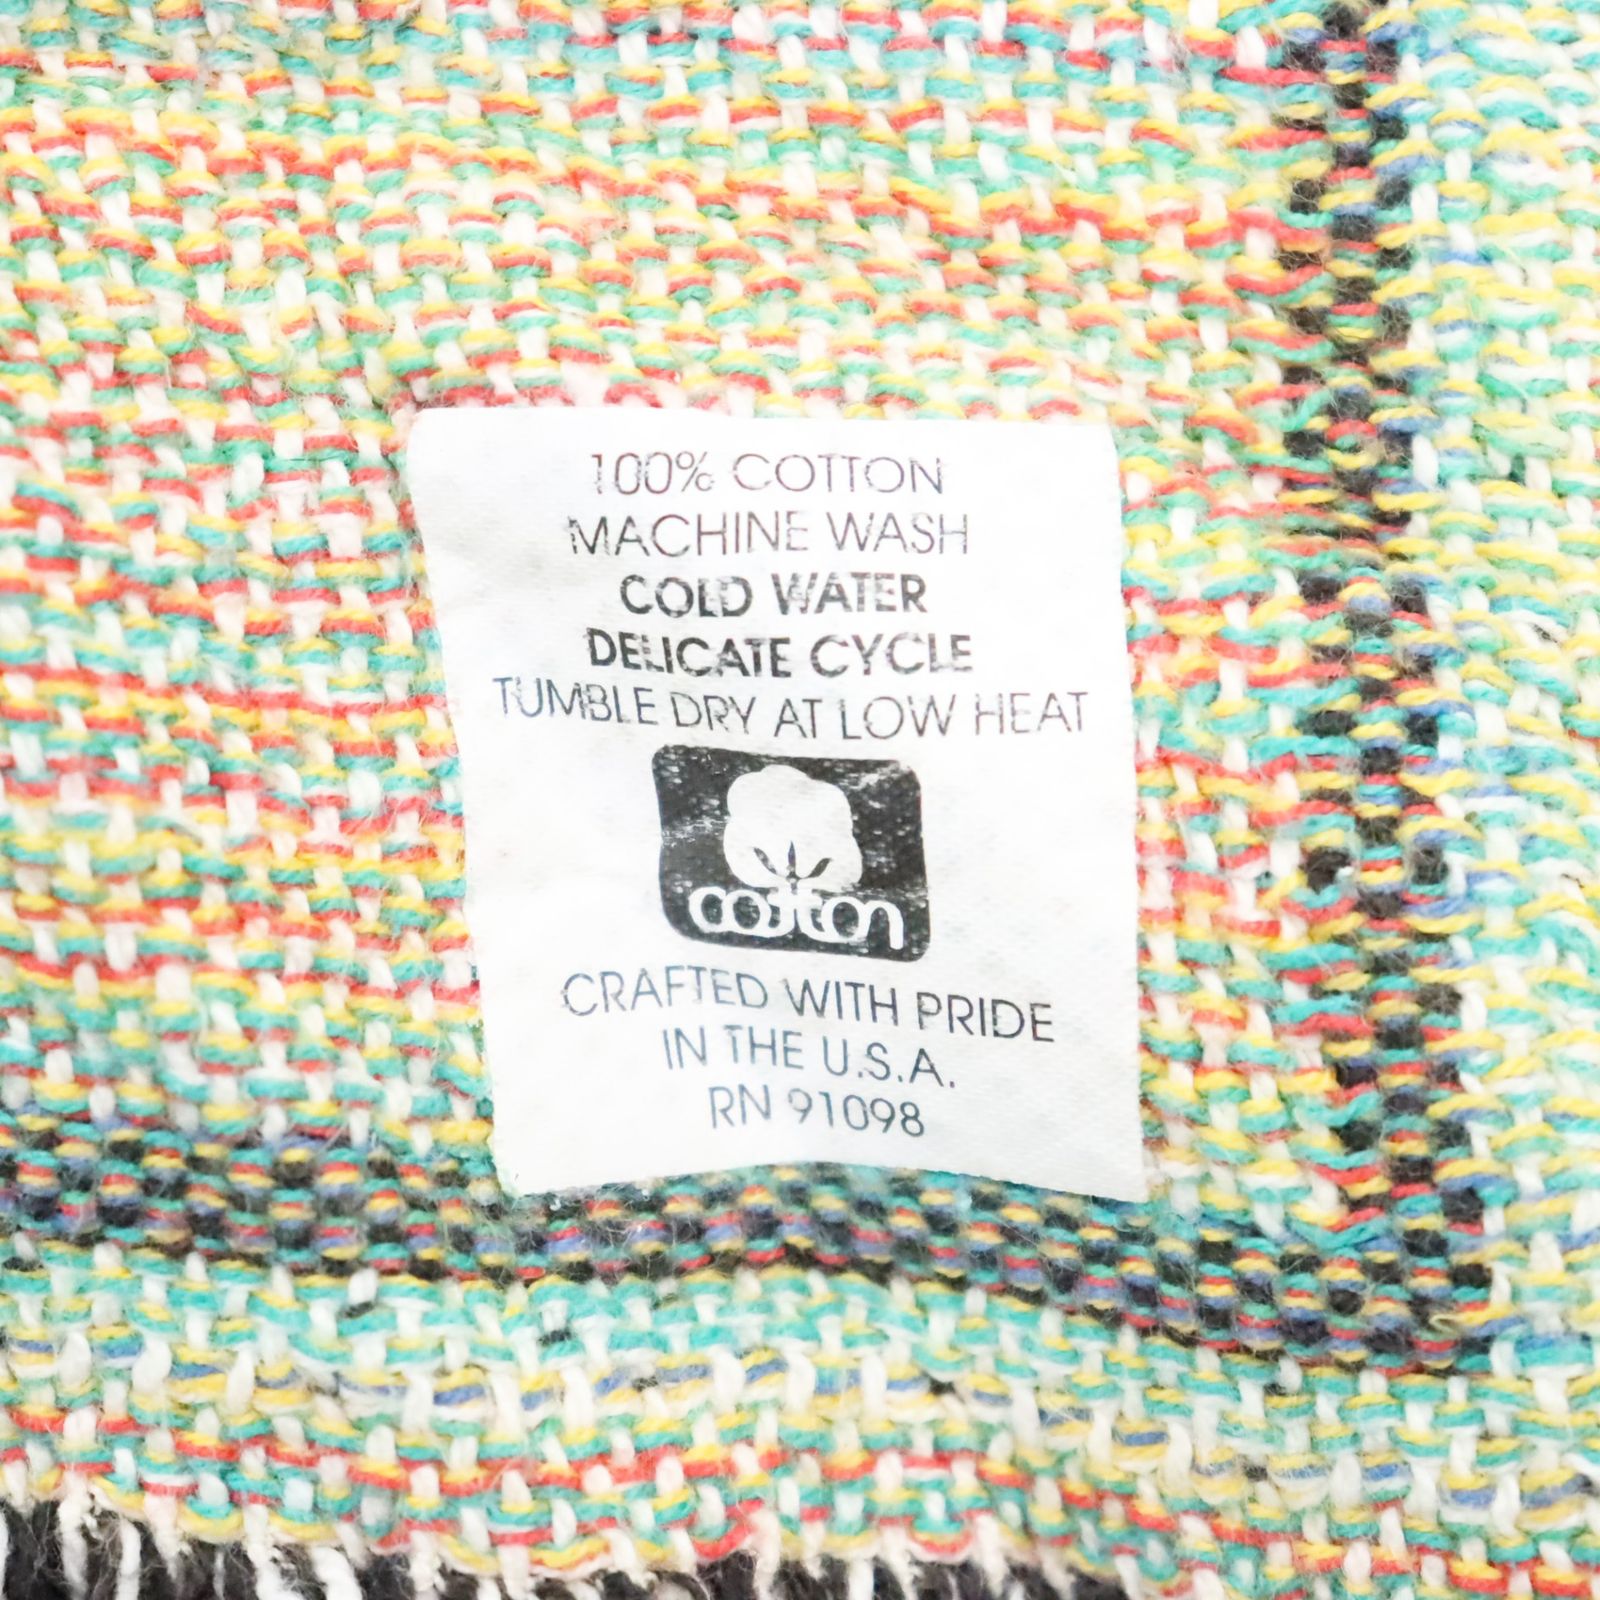 100% COTTON
MACHINE WASH
COLD WATER
DELICATE CYCLE
TUMBLE DRY AT LOW HEAT
cotton
CRAFTED WITH PRIDE
IN THE U.S.A.
RN 91098